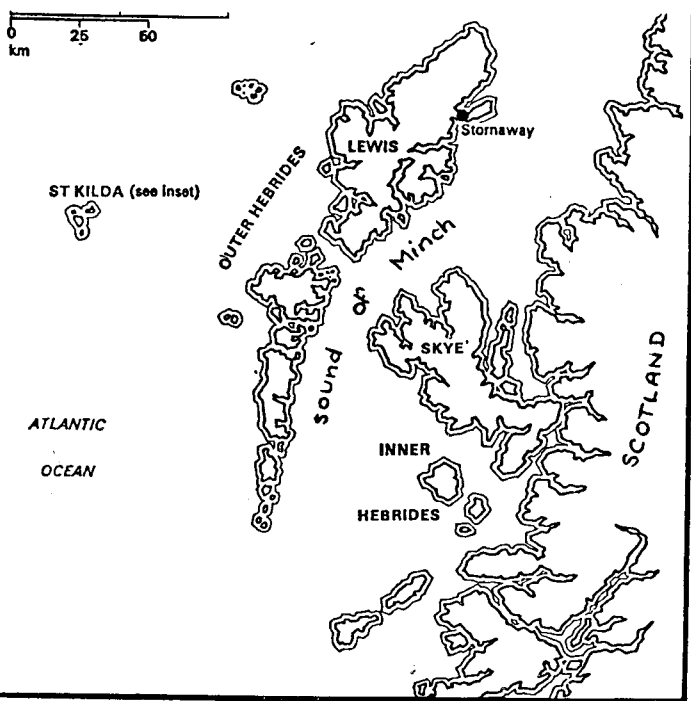 0 25 50
km
Stornaway
LEWIS
OUTER HEBRIDES
ST KILDA (see inset)
Sound of Minch
SKYE
SCOTLAND
ATLANTIC
OCEAN
INNER
HEBRIDES